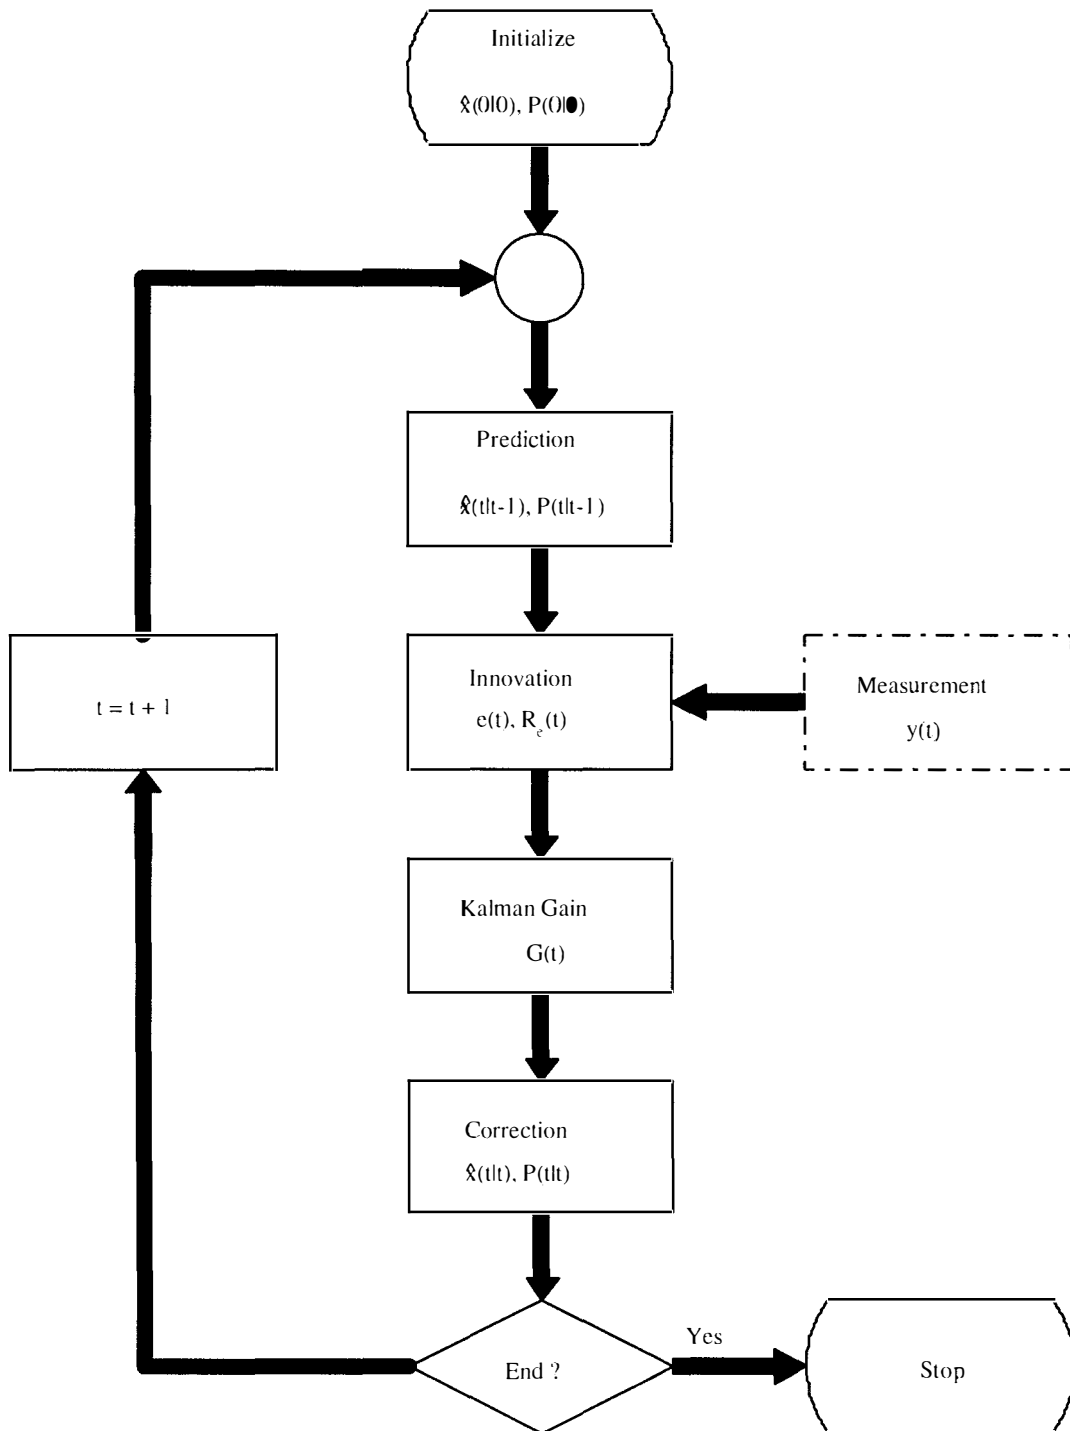 Initialize
x̂(0|0), P(0|0)
Prediction
x̂(t|t-1), P(t|t-1)
Innovation
e(t), Rₑ(t)
Measurement
y(t)
t = t + 1
Kalman Gain
G(t)
Correction
x̂(t|t), P(t|t)
End ?
Yes
Stop